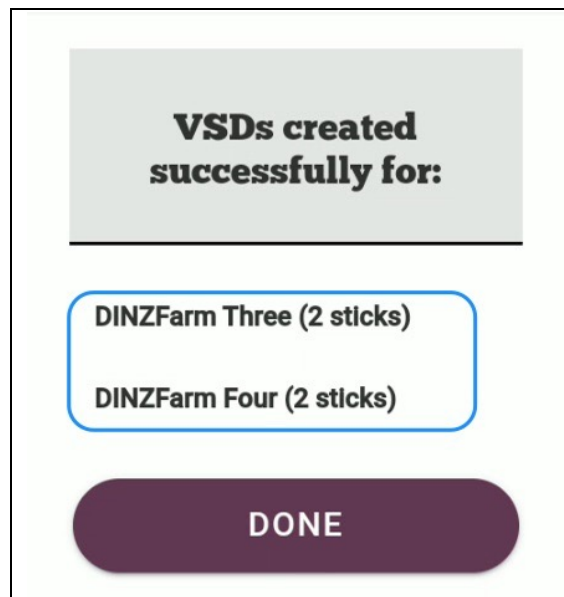 VSDs created
successfully for:
DINZFarm Three (2 sticks)
DINZFarm Four (2 sticks)
DONE